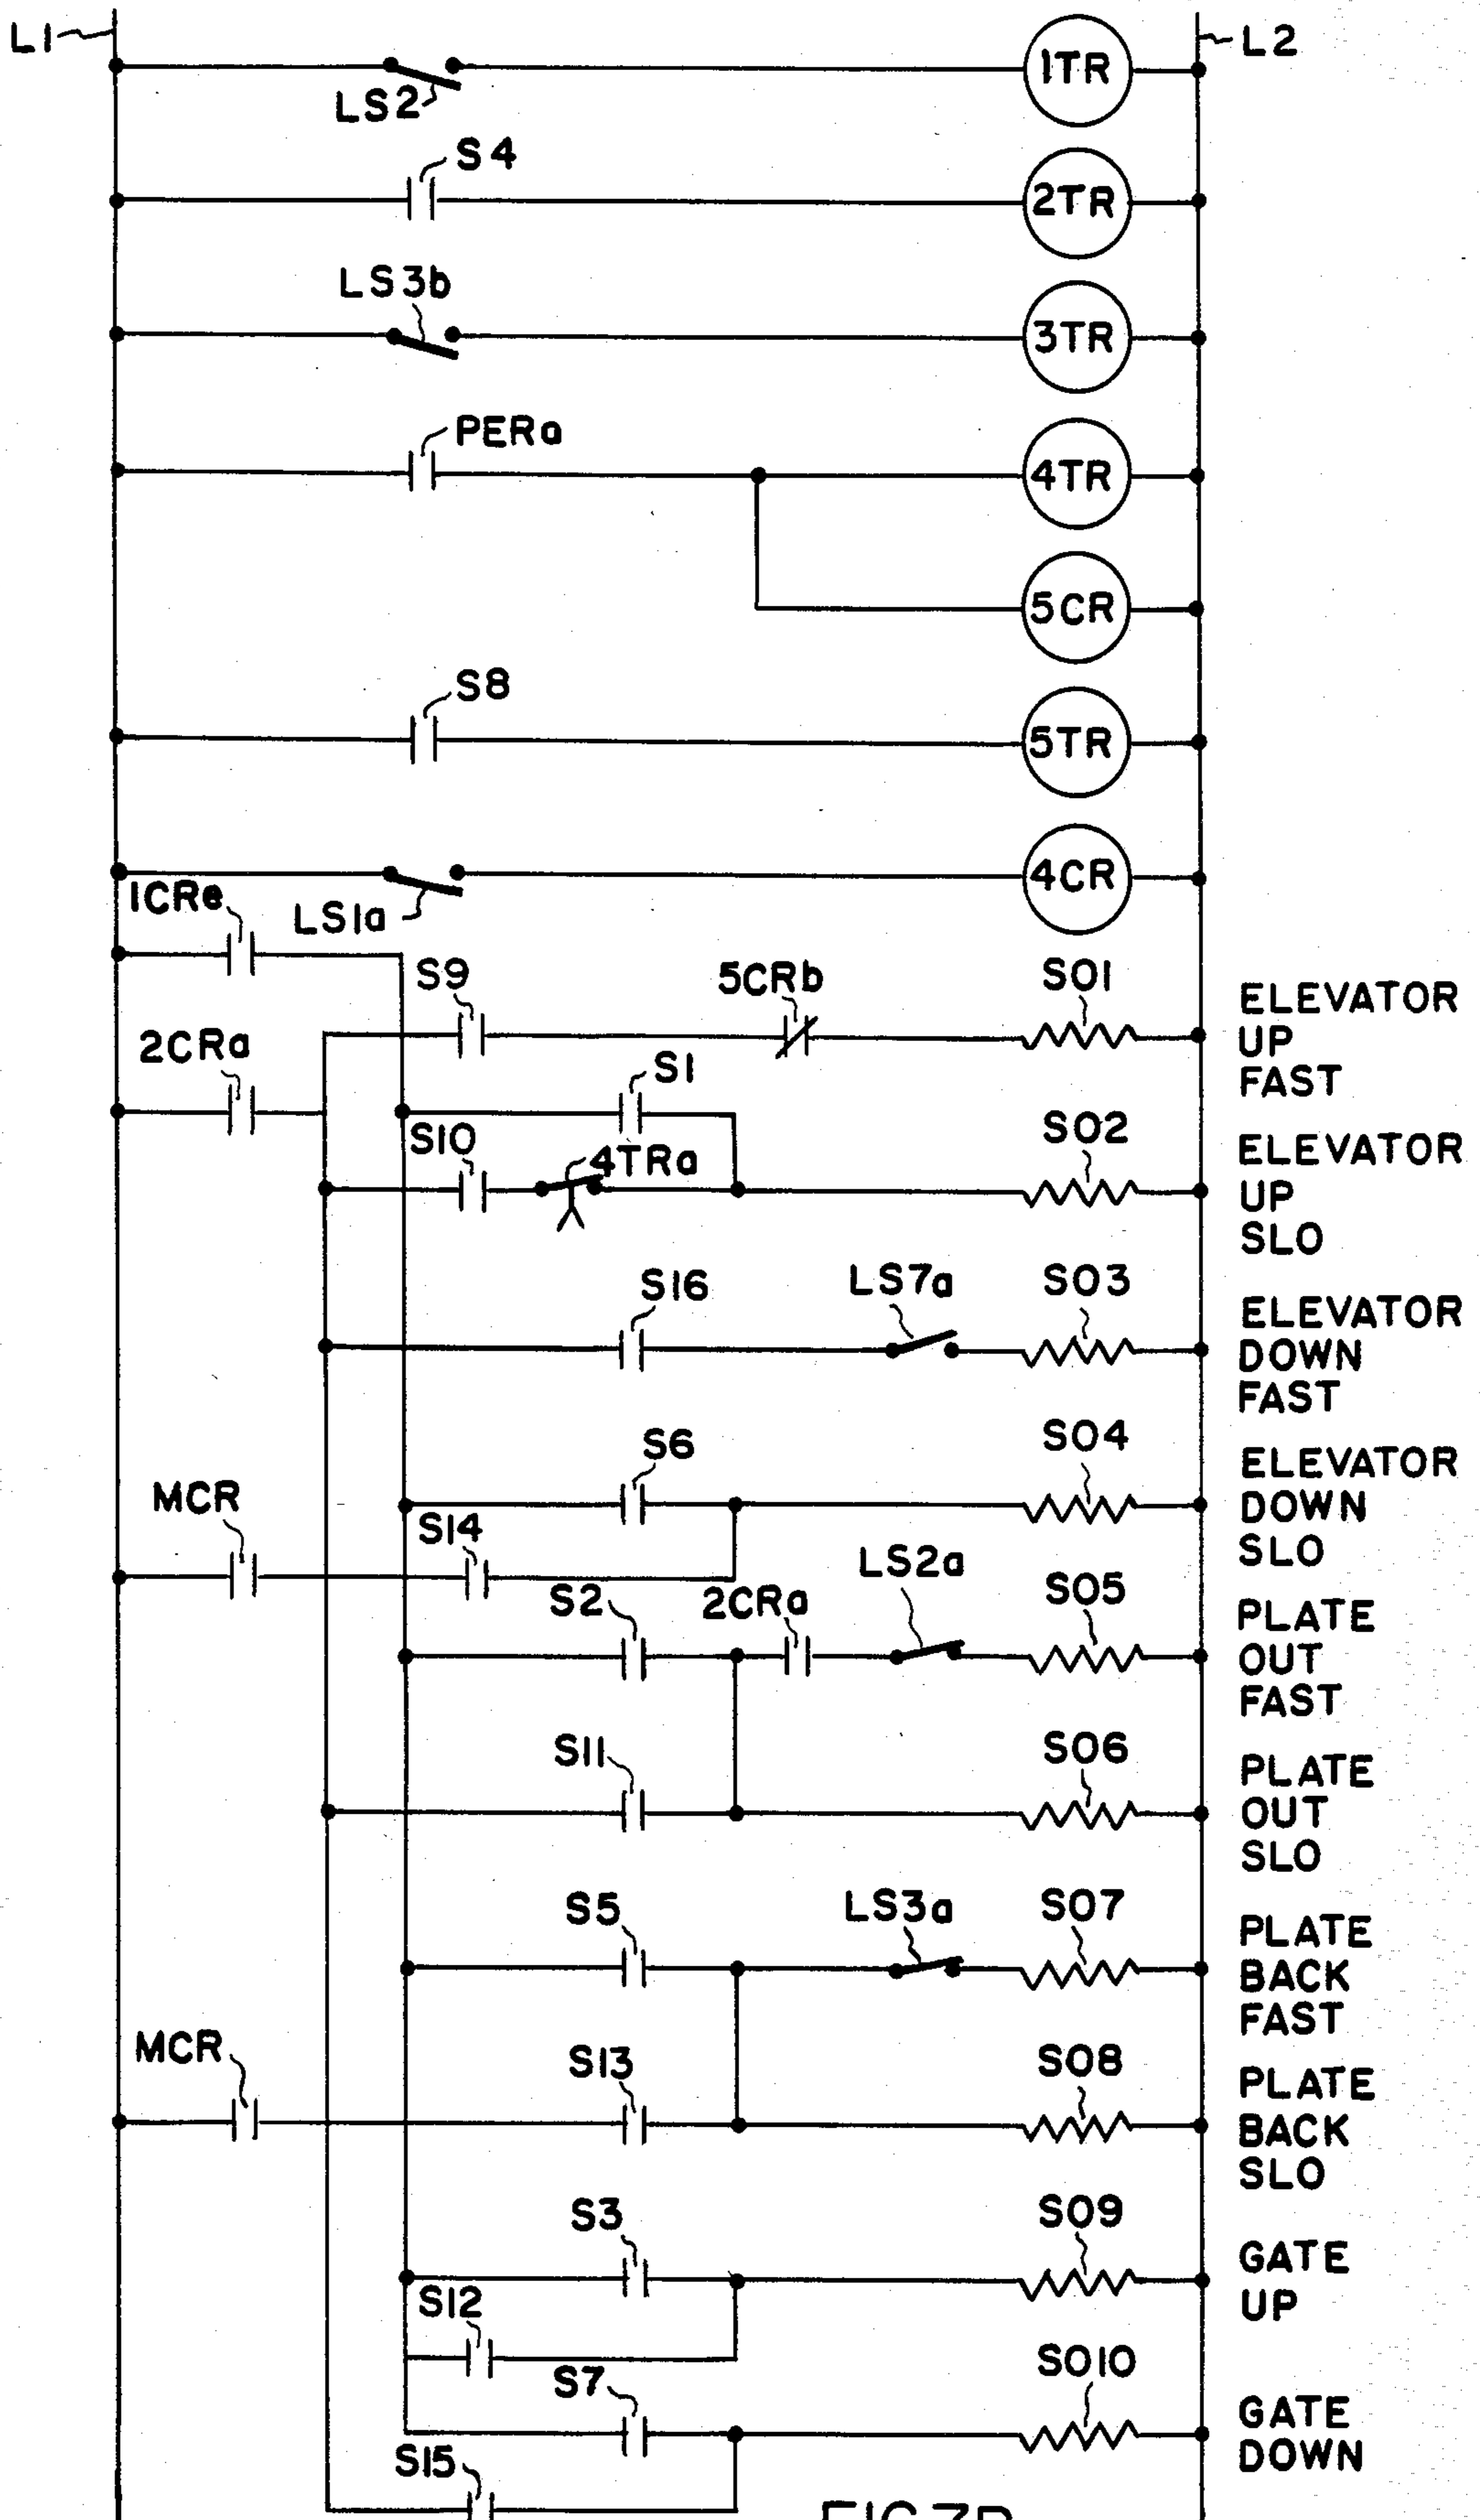 L1
L2
1TR
LS2
S4
2TR
LS3b
3TR
PERa
4TR
5CR
S8
5TR
4CR
1CRe
LS1a
S9
5CRb
SO1
ELEVATOR
UP
FAST
2CRa
S1
S10
4TRa
SO2
ELEVATOR
UP
SLO
S16
LS7a
SO3
ELEVATOR
DOWN
FAST
S6
SO4
ELEVATOR
DOWN
SLO
MCR
S14
S2
2CRa
LS2a
SO5
PLATE
OUT
FAST
S11
SO6
PLATE
OUT
SLO
S5
LS3a
SO7
PLATE
BACK
FAST
MCR
S13
SO8
PLATE
BACK
SLO
S3
SO9
GATE
UP
S12
S7
SO10
GATE
DOWN
S15